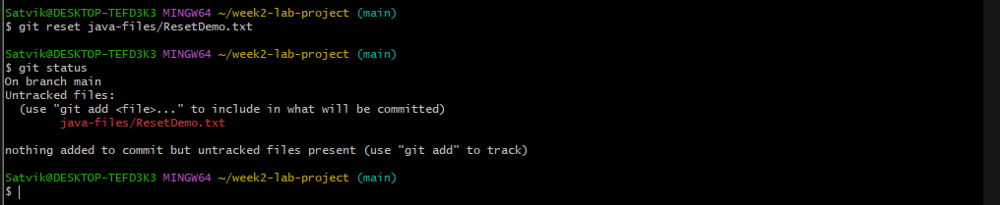 Satvik@DESKTOP-TEFD3K3 MINGW64 ~/week2-lab-project (main)
$ git reset java-files/ResetDemo.txt
Satvik@DESKTOP-TEFD3K3 MINGW64 ~/week2-lab-project (main)
$ git status
On branch main
Untracked files:
  (use "git add <file>..." to include in what will be committed)
        java-files/ResetDemo.txt
nothing added to commit but untracked files present (use "git add" to track)
Satvik@DESKTOP-TEFD3K3 MINGW64 ~/week2-lab-project (main)
$